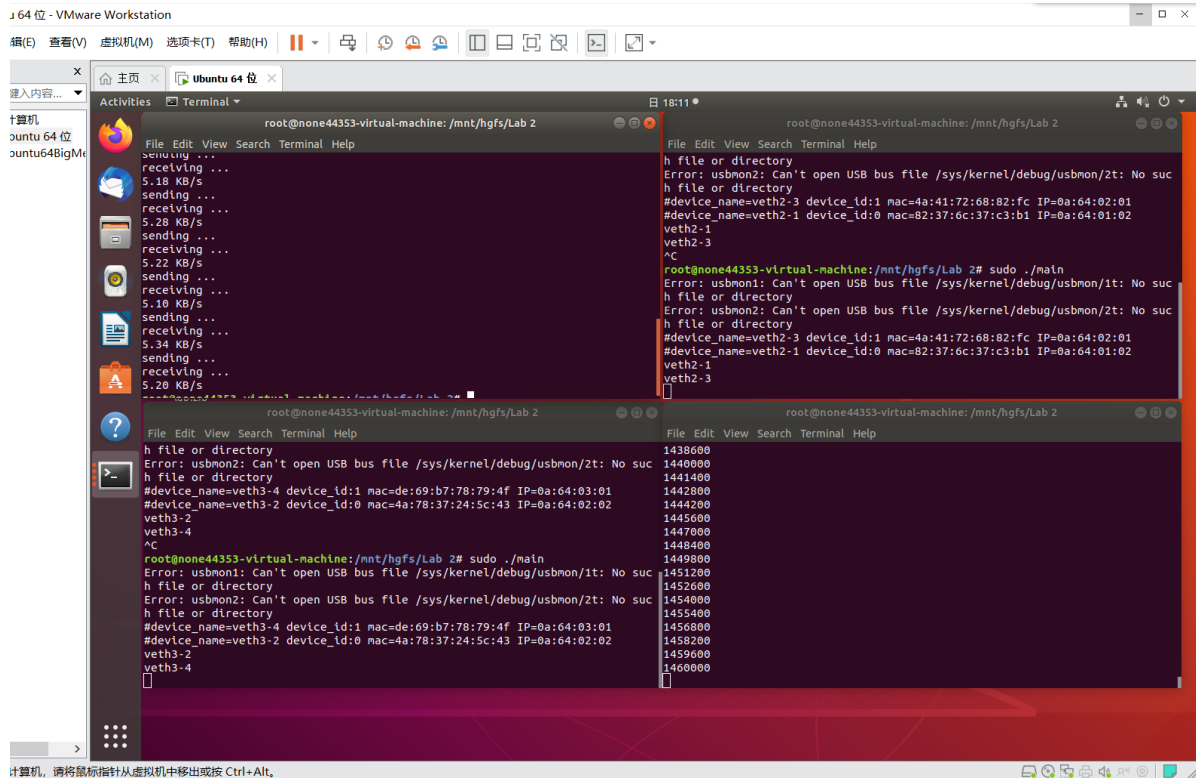 u 64 位 - VMware Workstation
编辑(E) 查看(V) 虚拟机(M) 选项卡(T) 帮助(H)
键入内容...
主页
Ubuntu 64 位
计算机
buntu 64 位
buntu64BigMe
Activities Terminal 日 18:11
root@none44353-virtual-machine: /mnt/hgfs/Lab 2
File Edit View Search Terminal Help
sending ...
receiving ...
5.18 KB/s
sending ...
receiving ...
5.28 KB/s
sending ...
receiving ...
5.22 KB/s
sending ...
receiving ...
5.10 KB/s
sending ...
receiving ...
5.34 KB/s
sending ...
receiving ...
5.20 KB/s
root@none44353-virtual-machine:/mnt/hgfs/Lab 2#
root@none44353-virtual-machine: /mnt/hgfs/Lab 2
File Edit View Search Terminal Help
h file or directory
Error: usbmon2: Can't open USB bus file /sys/kernel/debug/usbmon/2t: No suc
h file or directory
#device_name=veth2-3 device_id:1 mac=4a:41:72:68:82:fc IP=0a:64:02:01
#device_name=veth2-1 device_id:0 mac=82:37:6c:37:c3:b1 IP=0a:64:01:02
veth2-1
veth2-3
^C
root@none44353-virtual-machine:/mnt/hgfs/Lab 2# sudo ./main
Error: usbmon1: Can't open USB bus file /sys/kernel/debug/usbmon/1t: No suc
h file or directory
Error: usbmon2: Can't open USB bus file /sys/kernel/debug/usbmon/2t: No suc
h file or directory
#device_name=veth2-3 device_id:1 mac=4a:41:72:68:82:fc IP=0a:64:02:01
#device_name=veth2-1 device_id:0 mac=82:37:6c:37:c3:b1 IP=0a:64:01:02
veth2-1
veth2-3
root@none44353-virtual-machine: /mnt/hgfs/Lab 2
File Edit View Search Terminal Help
h file or directory
Error: usbmon2: Can't open USB bus file /sys/kernel/debug/usbmon/2t: No suc
h file or directory
#device_name=veth3-4 device_id:1 mac=de:69:b7:78:79:4f IP=0a:64:03:01
#device_name=veth3-2 device_id:0 mac=4a:78:37:24:5c:43 IP=0a:64:02:02
veth3-2
veth3-4
^C
root@none44353-virtual-machine:/mnt/hgfs/Lab 2# sudo ./main
Error: usbmon1: Can't open USB bus file /sys/kernel/debug/usbmon/1t: No suc
h file or directory
Error: usbmon2: Can't open USB bus file /sys/kernel/debug/usbmon/2t: No suc
h file or directory
#device_name=veth3-4 device_id:1 mac=de:69:b7:78:79:4f IP=0a:64:03:01
#device_name=veth3-2 device_id:0 mac=4a:78:37:24:5c:43 IP=0a:64:02:02
veth3-2
veth3-4
root@none44353-virtual-machine: /mnt/hgfs/Lab 2
File Edit View Search Terminal Help
1438600
1440000
1441400
1442800
1444200
1445600
1447000
1448400
1449800
1451200
1452600
1454000
1455400
1456800
1458200
1459600
1460000
计算机，请将鼠标指针从虚拟机中移出或按 Ctrl+Alt。